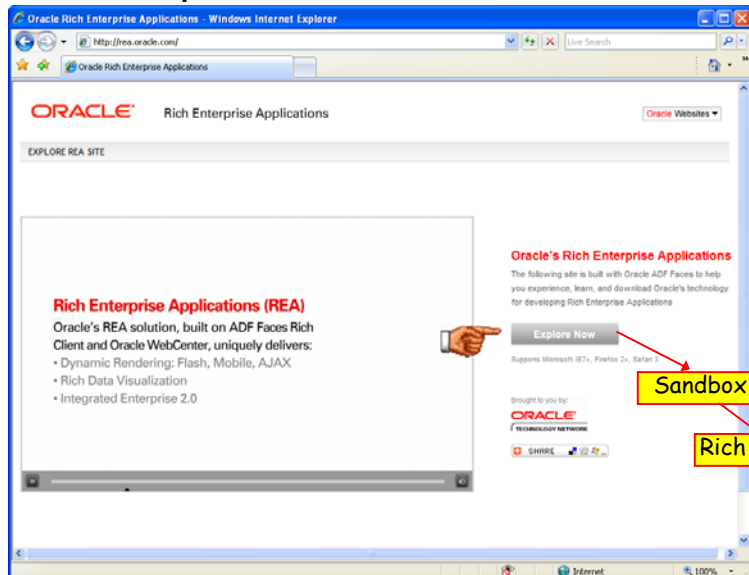 Oracle Rich Enterprise Applications - Windows Internet Explorer
http://rea.oracle.com/
Live Search
Oracle Rich Enterprise Applications
ORACLE Rich Enterprise Applications
Oracle Websites
EXPLORE REA SITE
Rich Enterprise Applications (REA)
Oracle's REA solution, built on ADF Faces Rich
Client and Oracle WebCenter, uniquely delivers:
• Dynamic Rendering: Flash, Mobile, AJAX
• Rich Data Visualization
• Integrated Enterprise 2.0
Oracle's Rich Enterprise Applications
The following site is built with Oracle ADF Faces to help
you experience, learn, and download Oracle's technology
for developing Rich Enterprise Applications
Explore Now
Supports Microsoft IE7+, Firefox 2+, Safari 3
Sandbox
Brought to you by:
ORACLE
TECHNOLOGY NETWORK
Rich
SHARE
Internet
100%